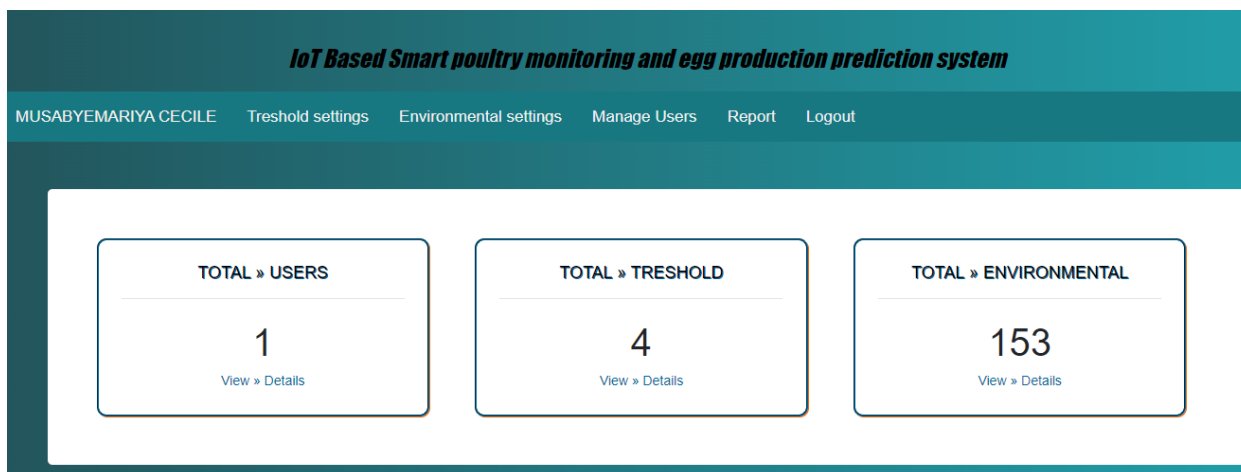 IoT Based Smart poultry monitoring and egg production prediction system
MUSABYEMARIYA CECILE Treshold settings Environmental settings Manage Users Report Logout
TOTAL » USERS
1
View » Details
TOTAL » TRESHOLD
4
View » Details
TOTAL » ENVIRONMENTAL
153
View » Details